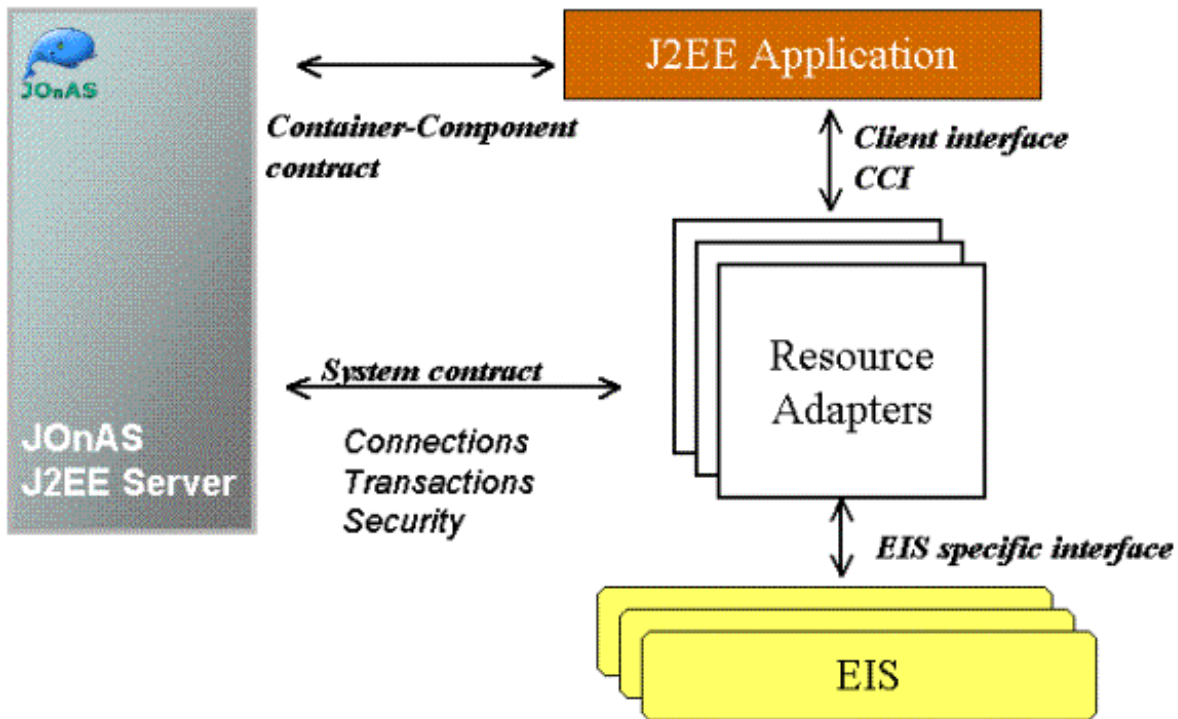 JOnAS
J2EE Application
Container-Component
contract
Client interface
CCI
Resource
Adapters
System contract
Connections
Transactions
Security
JOnAS
J2EE Server
EIS specific interface
EIS